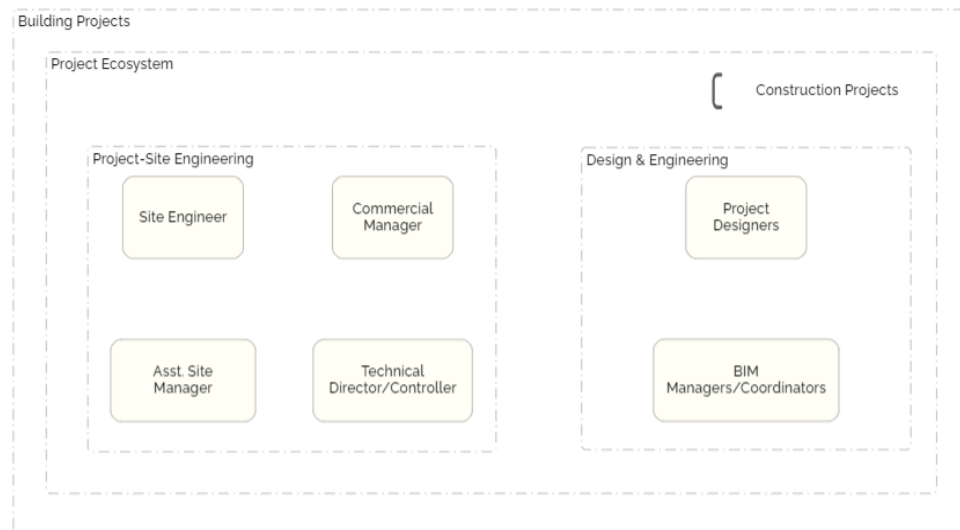 Building Projects
Project Ecosystem
Construction Projects
Project-Site Engineering
Design & Engineering
Site Engineer
Commercial
Manager
Project
Designers
Asst. Site
Manager
Technical
Director/Controller
BIM
Managers/Coordinators